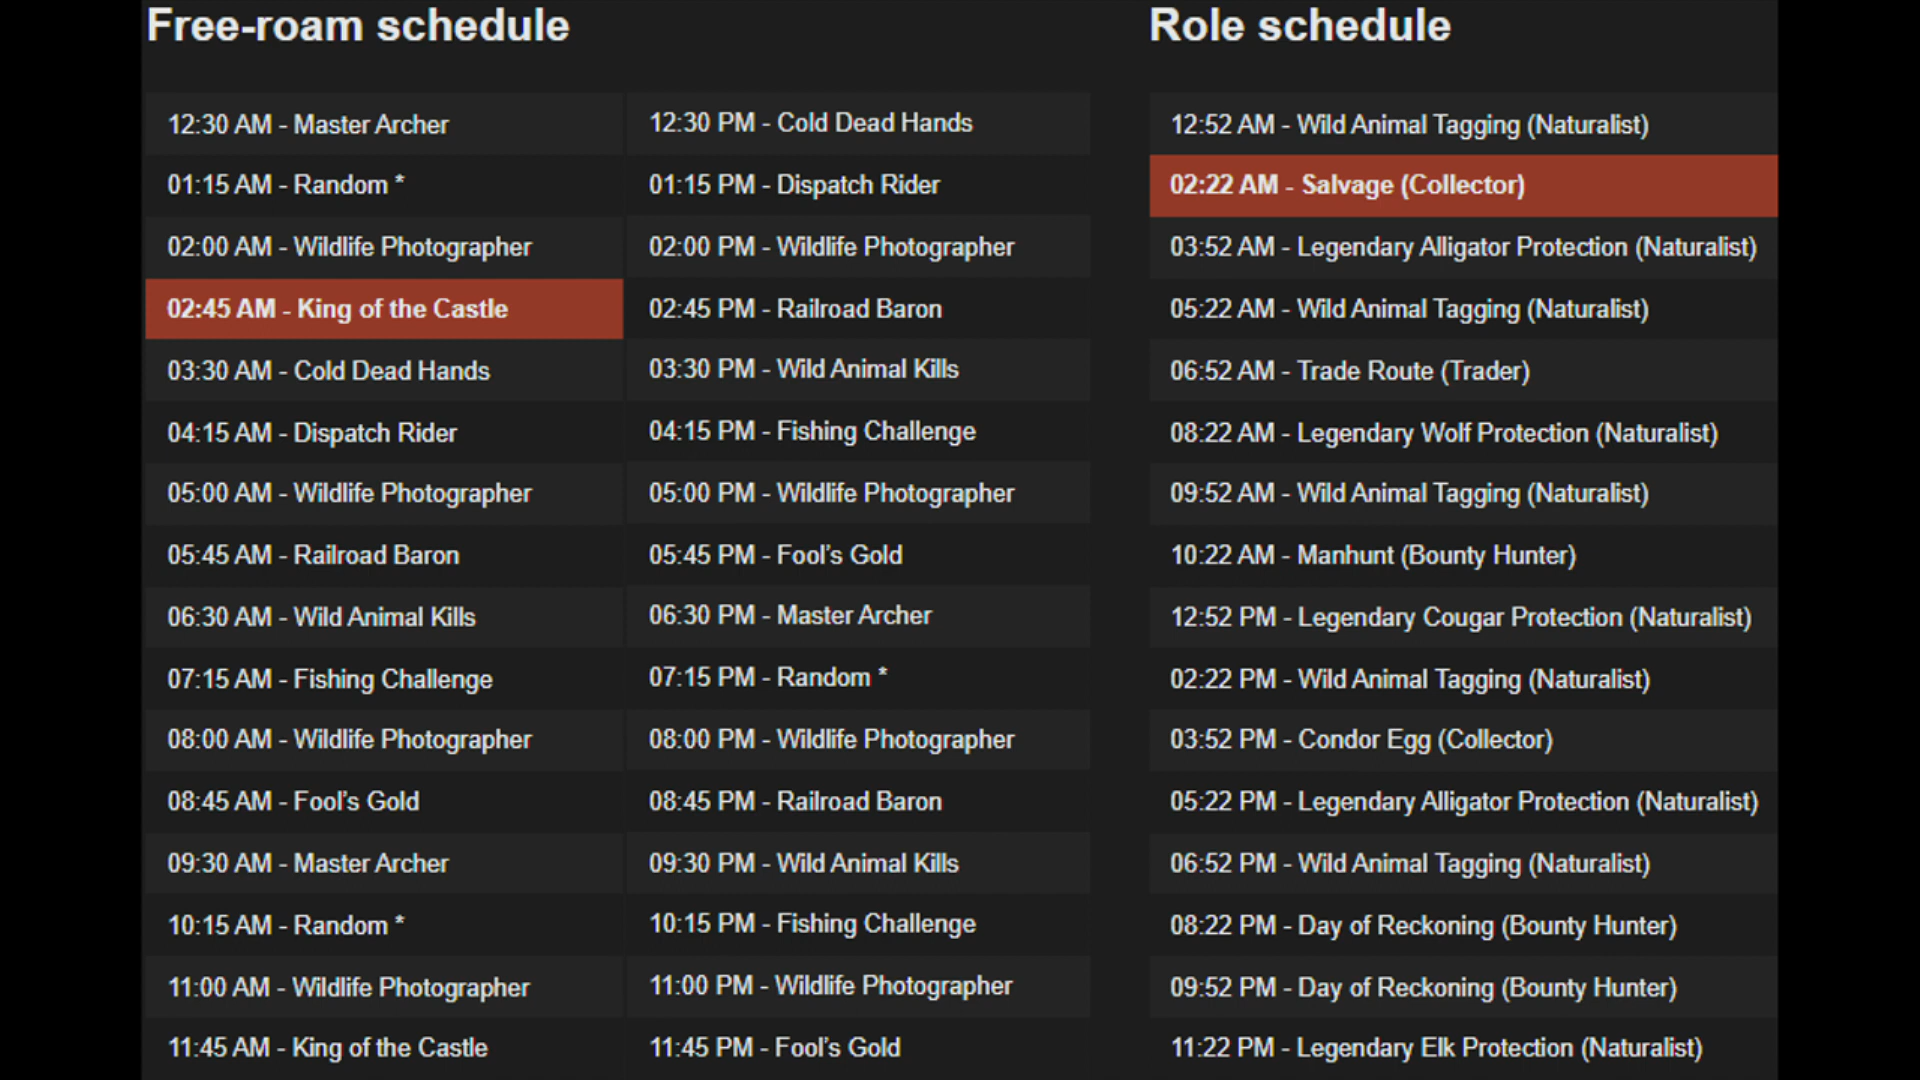 Free-roam schedule
12:30 AM - Master Archer
01:15 AM - Random *
02:00 AM - Wildlife Photographer
02:45 AM - King of the Castle
03:30 AM - Cold Dead Hands
04:15 AM - Dispatch Rider
05:00 AM - Wildlife Photographer
05:45 AM - Railroad Baron
06:30 AM - Wild Animal Kills
07:15 AM - Fishing Challenge
08:00 AM - Wildlife Photographer
08:45 AM - Fool's Gold
09:30 AM - Master Archer
10:15 AM - Random *
11:00 AM - Wildlife Photographer
11:45 AM - King of the Castle
12:30 PM - Cold Dead Hands
01:15 PM - Dispatch Rider
02:00 PM - Wildlife Photographer
02:45 PM - Railroad Baron
03:30 PM - Wild Animal Kills
04:15 PM - Fishing Challenge
05:00 PM - Wildlife Photographer
05:45 PM - Fool's Gold
06:30 PM - Master Archer
07:15 PM - Random *
08:00 PM - Wildlife Photographer
08:45 PM - Railroad Baron
09:30 PM - Wild Animal Kills
10:15 PM - Fishing Challenge
11:00 PM - Wildlife Photographer
11:45 PM - Fool's Gold
Role schedule
12:52 AM - Wild Animal Tagging (Naturalist)
02:22 AM - Salvage (Collector)
03:52 AM - Legendary Alligator Protection (Naturalist)
05:22 AM - Wild Animal Tagging (Naturalist)
06:52 AM - Trade Route (Trader)
08:22 AM - Legendary Wolf Protection (Naturalist)
09:52 AM - Wild Animal Tagging (Naturalist)
10:22 AM - Manhunt (Bounty Hunter)
12:52 PM - Legendary Cougar Protection (Naturalist)
02:22 PM - Wild Animal Tagging (Naturalist)
03:52 PM - Condor Egg (Collector)
05:22 PM - Legendary Alligator Protection (Naturalist)
06:52 PM - Wild Animal Tagging (Naturalist)
08:22 PM - Day of Reckoning (Bounty Hunter)
09:52 PM - Day of Reckoning (Bounty Hunter)
11:22 PM - Legendary Elk Protection (Naturalist)